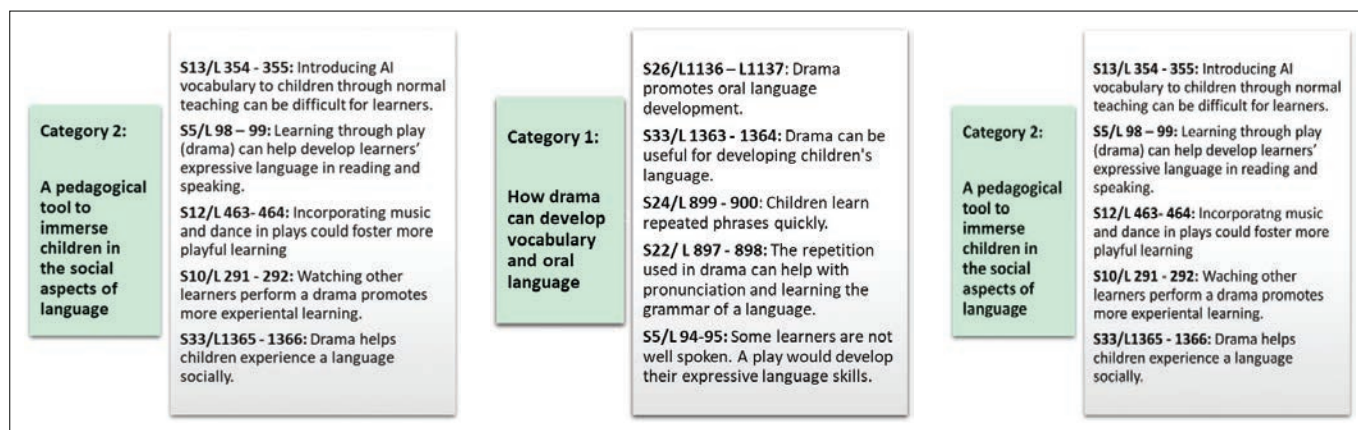 Category 2:
A pedagogical
tool to
immerse
children in
the social
aspects of
language
S13/L 354 - 355: Introducing AI
vocabulary to children through normal
teaching can be difficult for learners.
S5/L 98 – 99: Learning through play
(drama) can help develop learners’
expressive language in reading and
speaking.
S12/L 463- 464: Incorporating music
and dance in plays could foster more
playful learning
S10/L 291 - 292: Watching other
learners perform a drama promotes
more experiental learning.
S33/L1365 - 1366: Drama helps
children experience a language
socially.
Category 1:
How drama
can develop
vocabulary
and oral
language
S26/L1136 – L1137: Drama
promotes oral language
development.
S33/L 1363 - 1364: Drama can be
useful for developing children's
language.
S24/L 899 - 900: Children learn
repeated phrases quickly.
S22/ L 897 - 898: The repetition
used in drama can help with
pronunciation and learning the
grammar of a language.
S5/L 94-95: Some learners are not
well spoken. A play would develop
their expressive language skills.
Category 2:
A pedagogical
tool to
immerse
children in
the social
aspects of
language
S13/L 354 - 355: Introducing AI
vocabulary to children through normal
teaching can be difficult for learners.
S5/L 98 – 99: Learning through play
(drama) can help develop learners’
expressive language in reading and
speaking.
S12/L 463- 464: Incorporatng music
and dance in plays could foster more
playful learning
S10/L 291 - 292: Waching other
learners perform a drama promotes
more experiental learning.
S33/L1365 - 1366: Drama helps
children experience a language
socially.